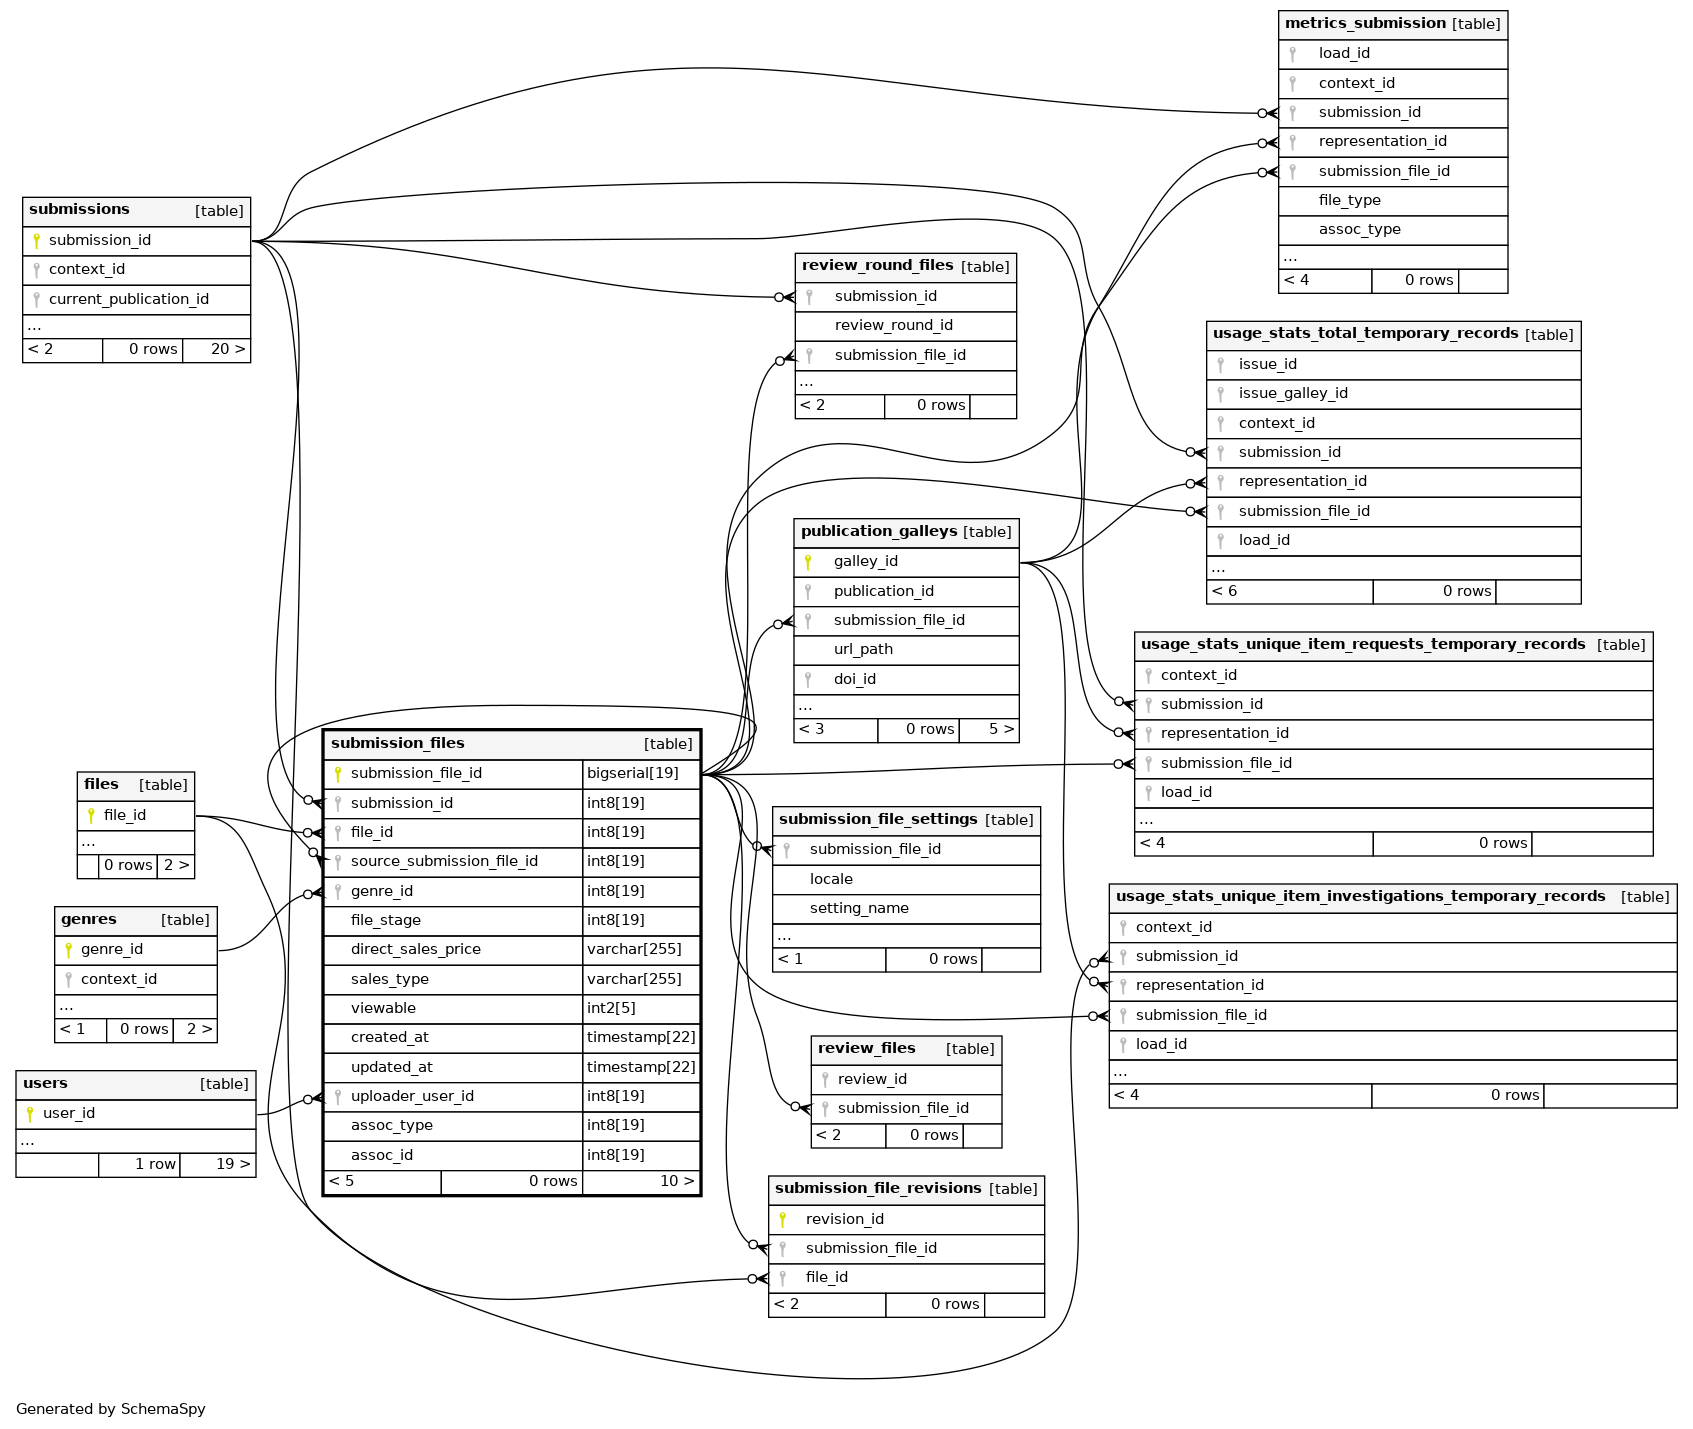 metrics_submission [table]
load_id
context_id
submission_id
representation_id
submission_file_id
file_type
assoc_type
...
< 4 0 rows
submissions [table]
submission_id
context_id
current_publication_id
...
< 2 0 rows 20 >
review_round_files [table]
submission_id
review_round_id
submission_file_id
...
< 2 0 rows
usage_stats_total_temporary_records [table]
issue_id
issue_galley_id
context_id
submission_id
representation_id
submission_file_id
load_id
...
< 6 0 rows
publication_galleys [table]
galley_id
publication_id
submission_file_id
url_path
doi_id
...
< 3 0 rows 5 >
usage_stats_unique_item_requests_temporary_records [table]
context_id
submission_id
representation_id
submission_file_id
load_id
...
< 4 0 rows
submission_files [table]
submission_file_id bigserial[19]
submission_id int8[19]
file_id int8[19]
source_submission_file_id int8[19]
genre_id int8[19]
file_stage int8[19]
direct_sales_price varchar[255]
sales_type varchar[255]
viewable int2[5]
created_at timestamp[22]
updated_at timestamp[22]
uploader_user_id int8[19]
assoc_type int8[19]
assoc_id int8[19]
< 5 0 rows 10 >
files [table]
file_id
...
0 rows 2 >
genres [table]
genre_id
context_id
...
< 1 0 rows 2 >
users [table]
user_id
...
1 row 19 >
submission_file_settings [table]
submission_file_id
locale
setting_name
...
< 1 0 rows
usage_stats_unique_item_investigations_temporary_records [table]
context_id
submission_id
representation_id
submission_file_id
load_id
...
< 4 0 rows
review_files [table]
review_id
submission_file_id
< 2 0 rows
submission_file_revisions [table]
revision_id
submission_file_id
file_id
< 2 0 rows
Generated by SchemaSpy